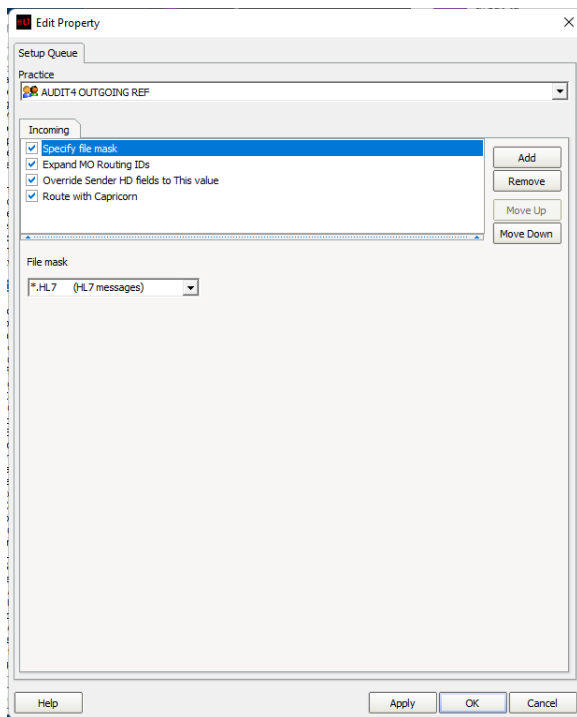 HL7 Edit Property
Setup Queue
Practice
AUDIT4 OUTGOING REF
Incoming
Specify file mask
Expand MO Routing IDs
Override Sender HD fields to This value
Route with Capricorn
Add
Remove
Move Up
Move Down
File mask
*.HL7 (HL7 messages)
Help Apply OK Cancel